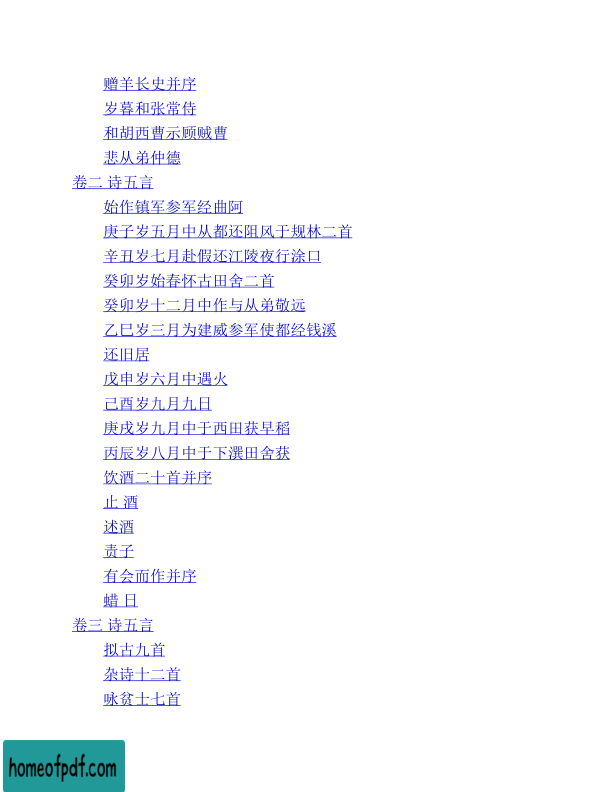 赠羊长史并序
岁暮和张常侍
和胡西曹示顾贼曹
悲从弟仲德
卷二 诗五言
始作镇军参军经曲阿
庚子岁五月中从都还阻风于规林二首
辛丑岁七月赴假还江陵夜行涂口
癸卯岁始春怀古田舍二首
癸卯岁十二月中作与从弟敬远
乙巳岁三月为建威参军使都经钱溪
还旧居
戊申岁六月中遇火
己酉岁九月九日
庚戌岁九月中于西田获早稻
丙辰岁八月中于下潠田舍获
饮酒二十首并序
止 酒
述酒
责子
有会而作并序
蜡 日
卷三 诗五言
拟古九首
杂诗十二首
咏贫士七首
homeofpdf.com